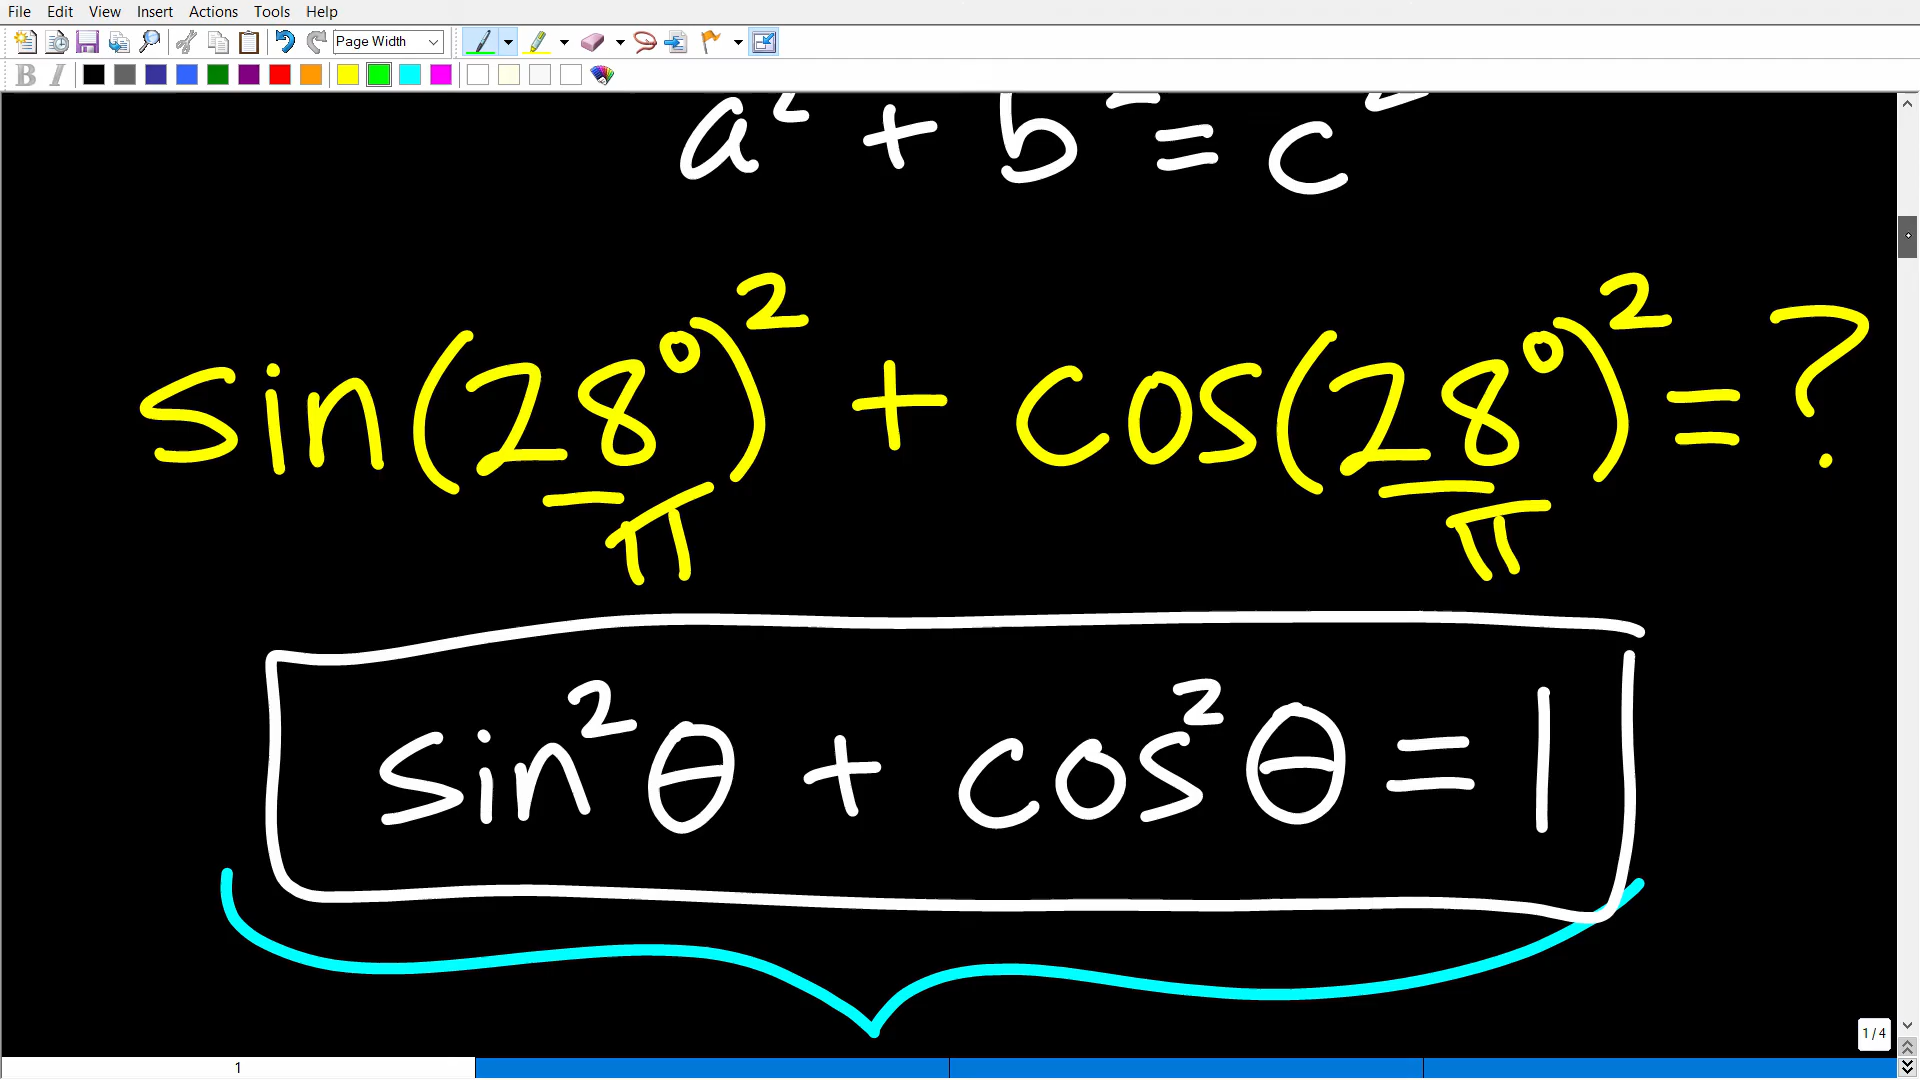 File Edit View Insert Actions Tools Help
Page Width
B I
a² + b² = c²
sin(28°)² + cos(28°)² = ?
π π
sin²θ + cos²θ = 1
1 / 4
1